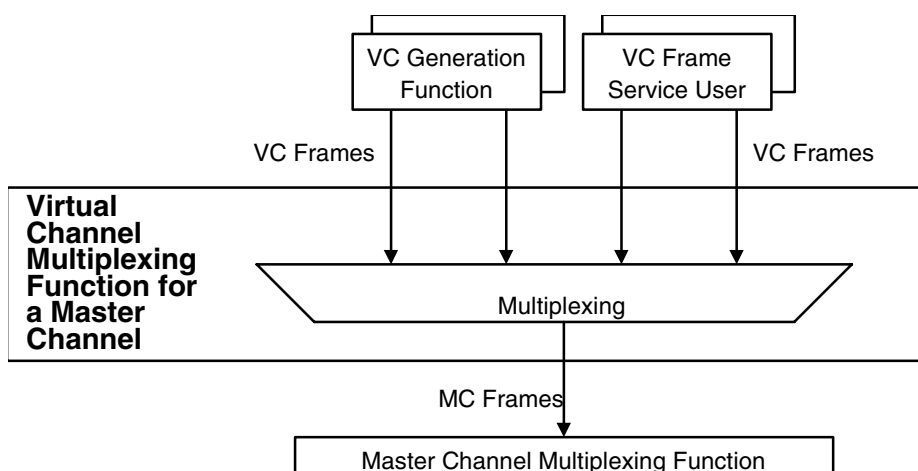 VC Generation
Function
VC Frame
Service User
VC Frames
VC Frames
Virtual
Channel
Multiplexing
Function for
a Master
Channel
Multiplexing
MC Frames
Master Channel Multiplexing Function